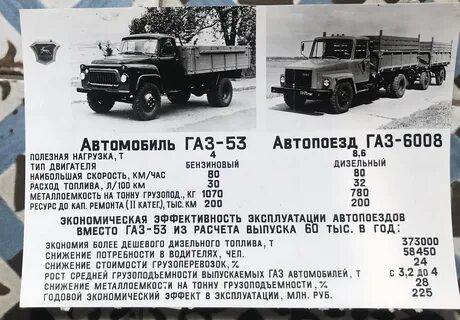 Автомобиль ГАЗ-53 Автопоезд ГАЗ-6008
ПОЛЕЗНАЯ НАГРУЗКА, Т 4 8,6
ТИП ДВИГАТЕЛЯ БЕНЗИНОВЫЙ ДИЗЕЛЬНЫЙ
НАИБОЛЬШАЯ СКОРОСТЬ, КМ/ЧАС 80 80
РАСХОД ТОПЛИВА, Л/100 КМ 30 32
МЕТАЛЛОЕМКОСТЬ НА ТОННУ ГРУЗОПОД., КГ 1070 780
РЕСУРС ДО КАП. РЕМОНТА (II КАТЕГ.), ТЫС. КМ 200 200
ЭКОНОМИЧЕСКАЯ ЭФФЕКТИВНОСТЬ ЭКСПЛУАТАЦИИ АВТОПОЕЗДОВ
ВМЕСТО ГАЗ-53 ИЗ РАСЧЕТА ВЫПУСКА 60 ТЫС. В ГОД:
ЭКОНОМИЯ БОЛЕЕ ДЕШЕВОГО ДИЗЕЛЬНОГО ТОПЛИВА, Т 373000
СНИЖЕНИЕ ПОТРЕБНОСТИ В ВОДИТЕЛЯХ, ЧЕЛ. 58450
СНИЖЕНИЕ СТОИМОСТИ ГРУЗОПЕРЕВОЗОК, % 24
РОСТ СРЕДНЕЙ ГРУЗОПОДЪЕМНОСТИ ВЫПУСКАЕМЫХ ГАЗ АВТОМОБИЛЕЙ, Т С 3,2 ДО 4
СНИЖЕНИЕ МЕТАЛЛОЕМКОСТИ НА ТОННУ ГРУЗОПОДЪЕМНОСТИ, % 28
ГОДОВОЙ ЭКОНОМИЧЕСКИЙ ЭФФЕКТ В ЭКСПЛУАТАЦИИ, МЛН. РУБ. 225